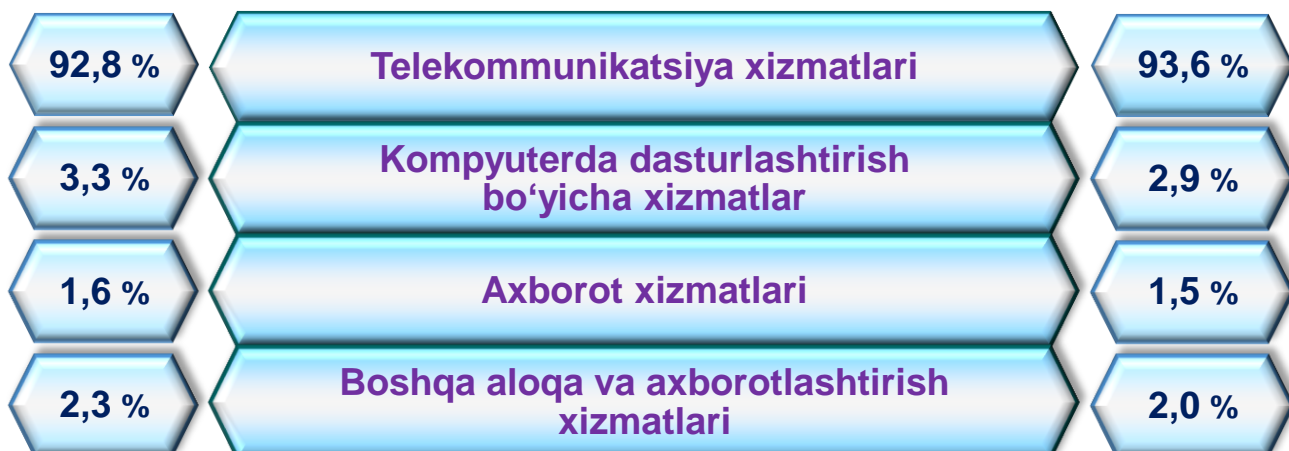 92,8 %
Telekommunikatsiya xizmatlari
93,6 %
3,3 %
Kompyuterda dasturlashtirish
bo‘yicha xizmatlar
2,9 %
1,6 %
Axborot xizmatlari
1,5 %
2,3 %
Boshqa aloqa va axborotlashtirish
xizmatlari
2,0 %